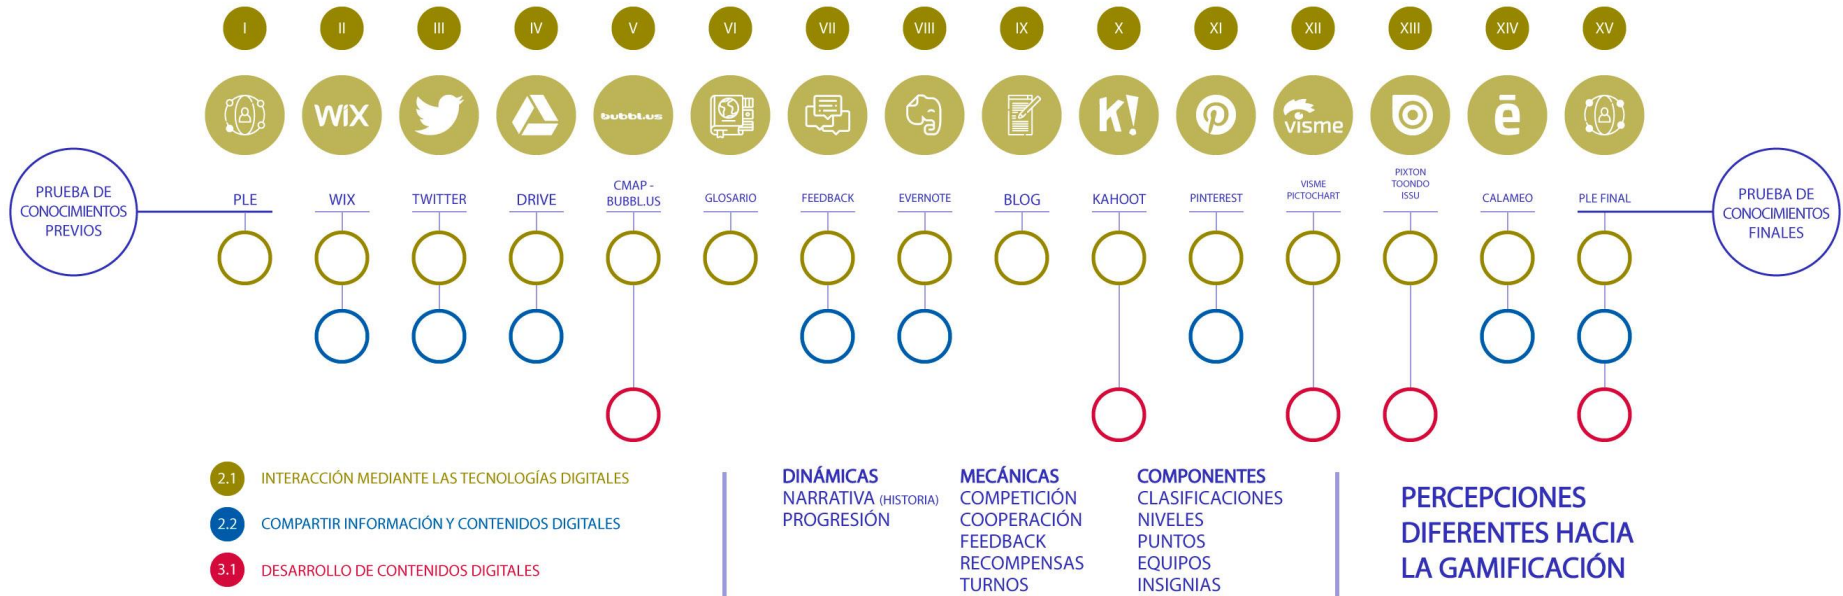 I II III IV V VI VII VIII IX X XI XII XIII XIV XV
WiX bubbl.us K! visme ē
PRUEBA DE
CONOCIMIENTOS
PREVIOS
PLE
WIX
TWITTER
DRIVE
CMAP -
BUBBL.US
GLOSARIO
FEEDBACK
EVERNOTE
BLOG
KAHOOT
PINTEREST
VISME
PICTOCHART
PIXTON
TOONDO
ISSU
CALAMEO
PLE FINAL
PRUEBA DE
CONOCIMIENTOS
FINALES
2.1 INTERACCIÓN MEDIANTE LAS TECNOLOGÍAS DIGITALES
2.2 COMPARTIR INFORMACIÓN Y CONTENIDOS DIGITALES
3.1 DESARROLLO DE CONTENIDOS DIGITALES
DINÁMICAS
NARRATIVA (HISTORIA)
PROGRESIÓN
MECÁNICAS
COMPETICIÓN
COOPERACIÓN
FEEDBACK
RECOMPENSAS
TURNOS
COMPONENTES
CLASIFICACIONES
NIVELES
PUNTOS
EQUIPOS
INSIGNIAS
PERCEPCIONES
DIFERENTES HACIA
LA GAMIFICACIÓN